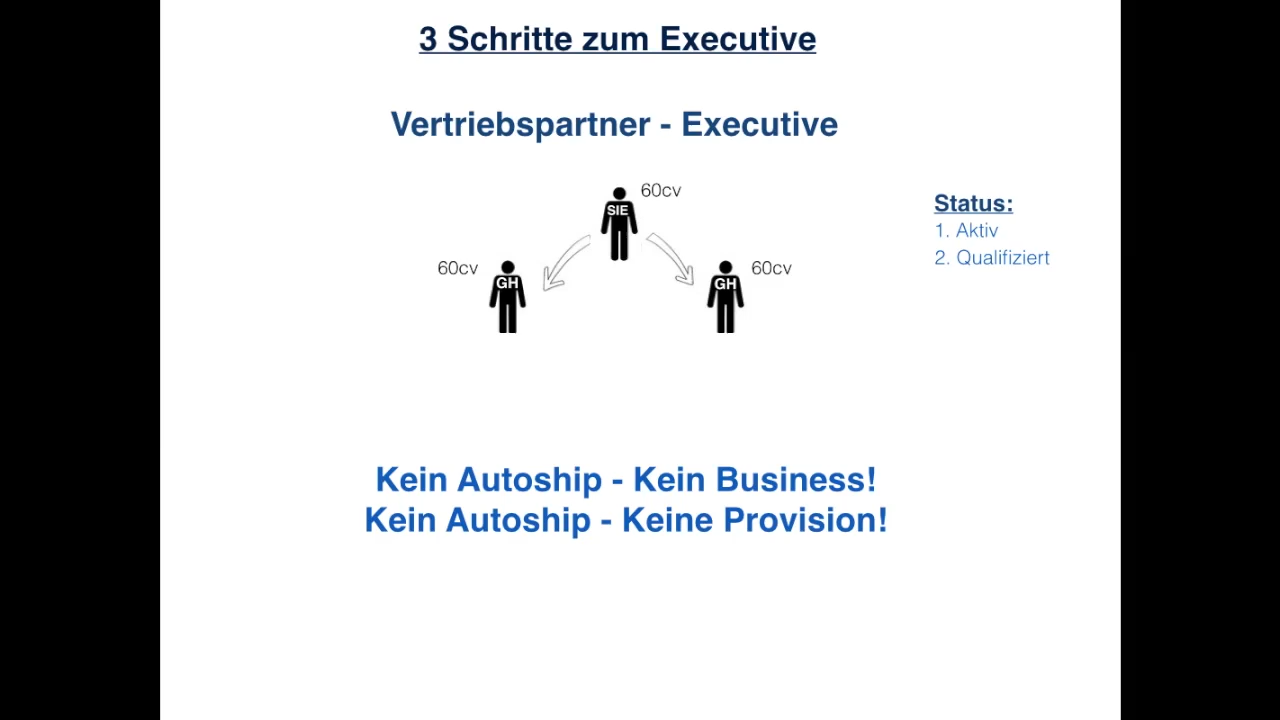 3 Schritte zum Executive
Vertriebspartner - Executive
60cv
SIE
60cv
GH
GH
60cv
Status:
1. Aktiv
2. Qualifiziert
Kein Autoship - Kein Business!
Kein Autoship - Keine Provision!